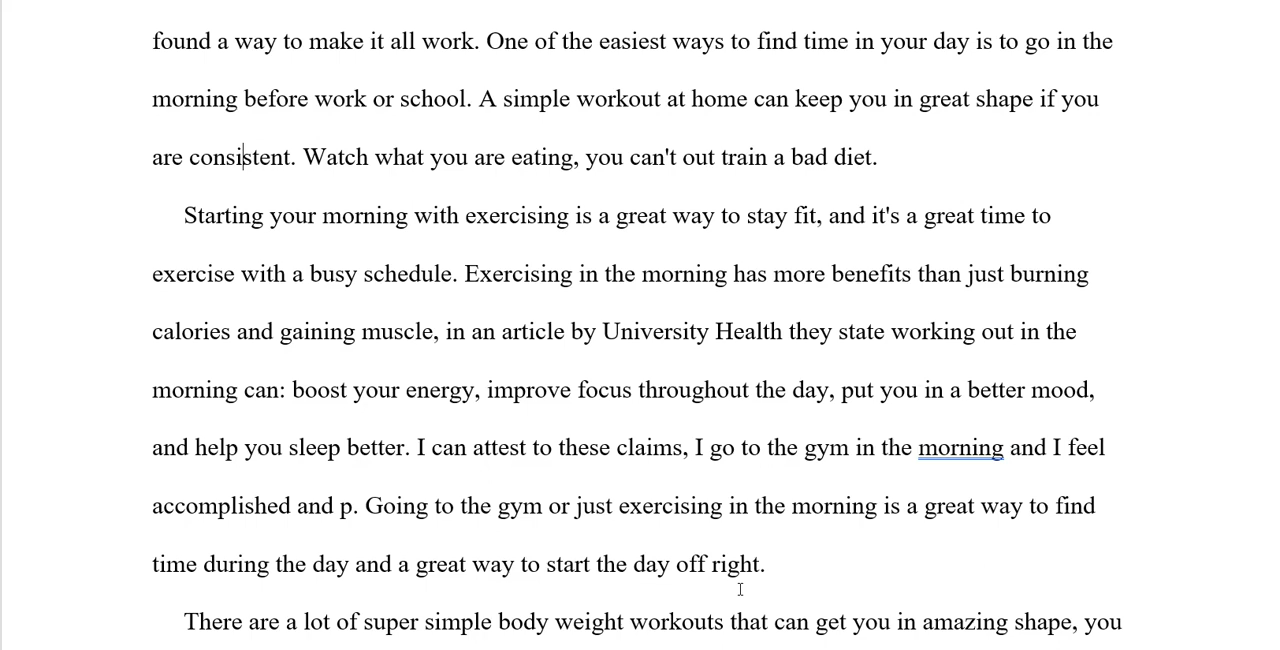 found a way to make it all work. One of the easiest ways to find time in your day is to go in the
morning before work or school. A simple workout at home can keep you in great shape if you
are consistent. Watch what you are eating, you can't out train a bad diet.
Starting your morning with exercising is a great way to stay fit, and it's a great time to
exercise with a busy schedule. Exercising in the morning has more benefits than just burning
calories and gaining muscle, in an article by University Health they state working out in the
morning can: boost your energy, improve focus throughout the day, put you in a better mood,
and help you sleep better. I can attest to these claims, I go to the gym in the morning and I feel
accomplished and p. Going to the gym or just exercising in the morning is a great way to find
time during the day and a great way to start the day off right.
There are a lot of super simple body weight workouts that can get you in amazing shape, you